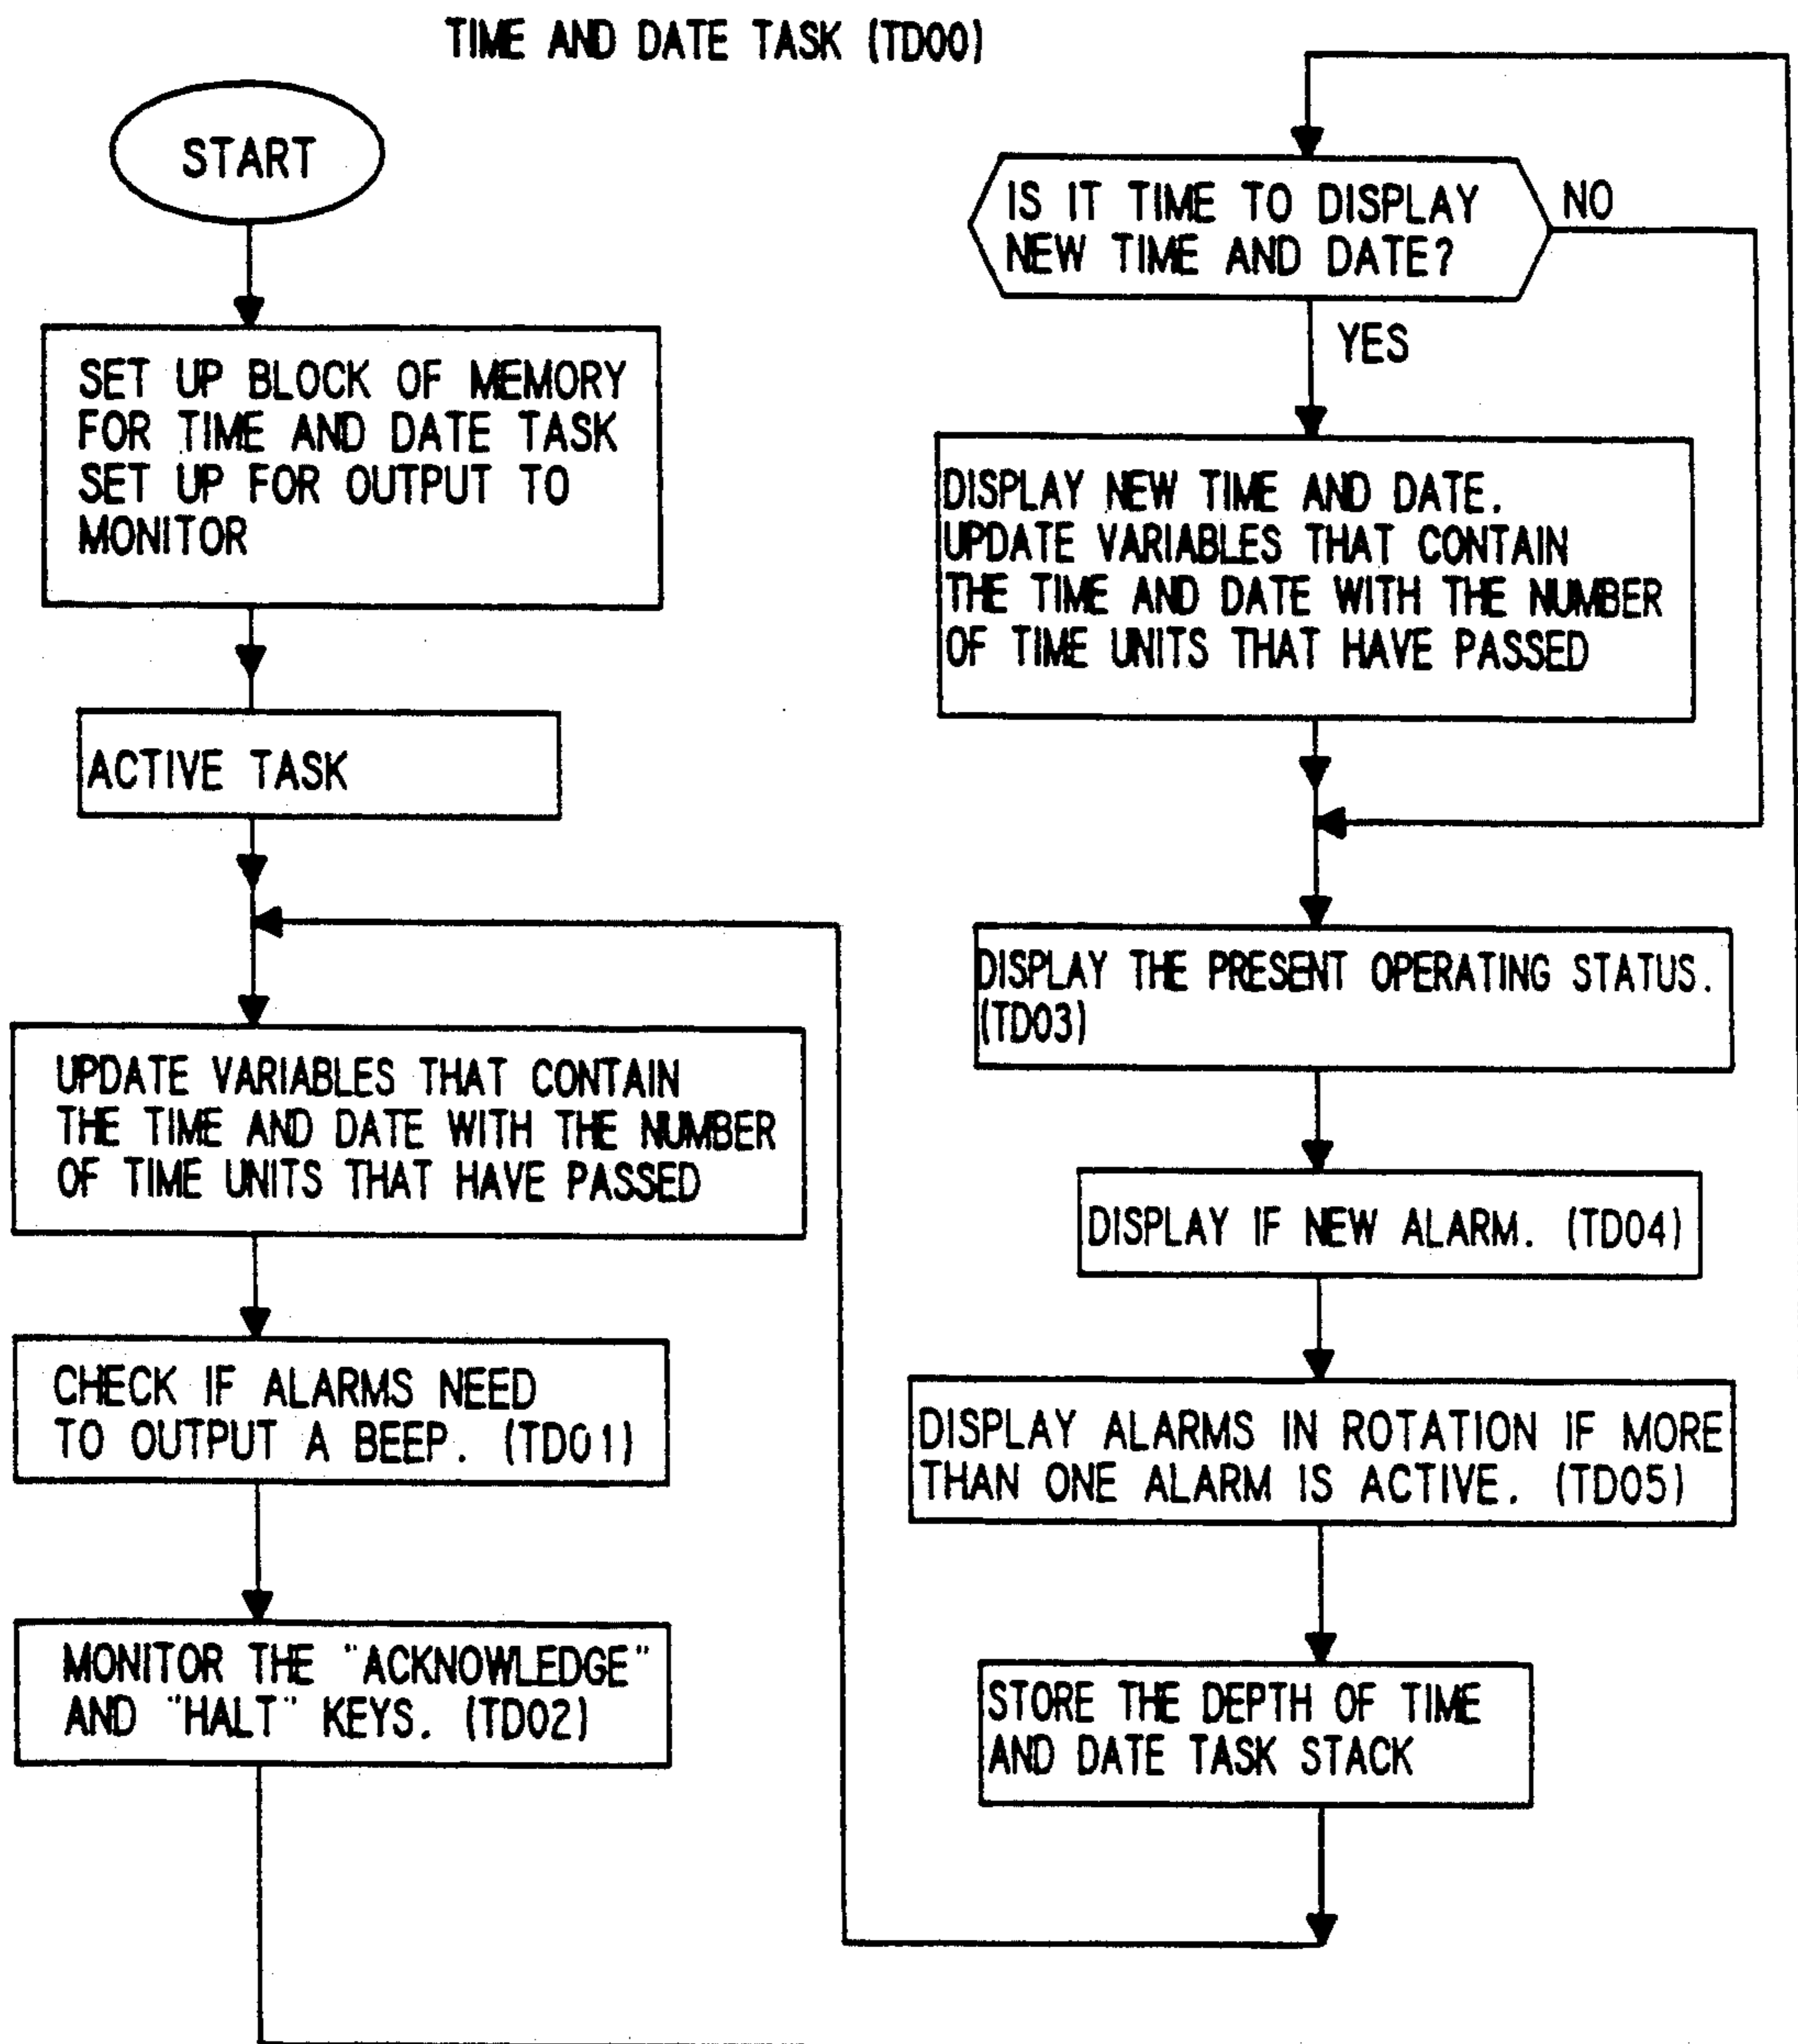 TIME AND DATE TASK (TD00)
START
SET UP BLOCK OF MEMORY
FOR TIME AND DATE TASK
SET UP FOR OUTPUT TO
MONITOR
ACTIVE TASK
UPDATE VARIABLES THAT CONTAIN
THE TIME AND DATE WITH THE NUMBER
OF TIME UNITS THAT HAVE PASSED
CHECK IF ALARMS NEED
TO OUTPUT A BEEP. (TD01)
MONITOR THE "ACKNOWLEDGE"
AND "HALT" KEYS. (TD02)
IS IT TIME TO DISPLAY
NEW TIME AND DATE?
NO
YES
DISPLAY NEW TIME AND DATE.
UPDATE VARIABLES THAT CONTAIN
THE TIME AND DATE WITH THE NUMBER
OF TIME UNITS THAT HAVE PASSED
DISPLAY THE PRESENT OPERATING STATUS.
(TD03)
DISPLAY IF NEW ALARM. (TD04)
DISPLAY ALARMS IN ROTATION IF MORE
THAN ONE ALARM IS ACTIVE. (TD05)
STORE THE DEPTH OF TIME
AND DATE TASK STACK